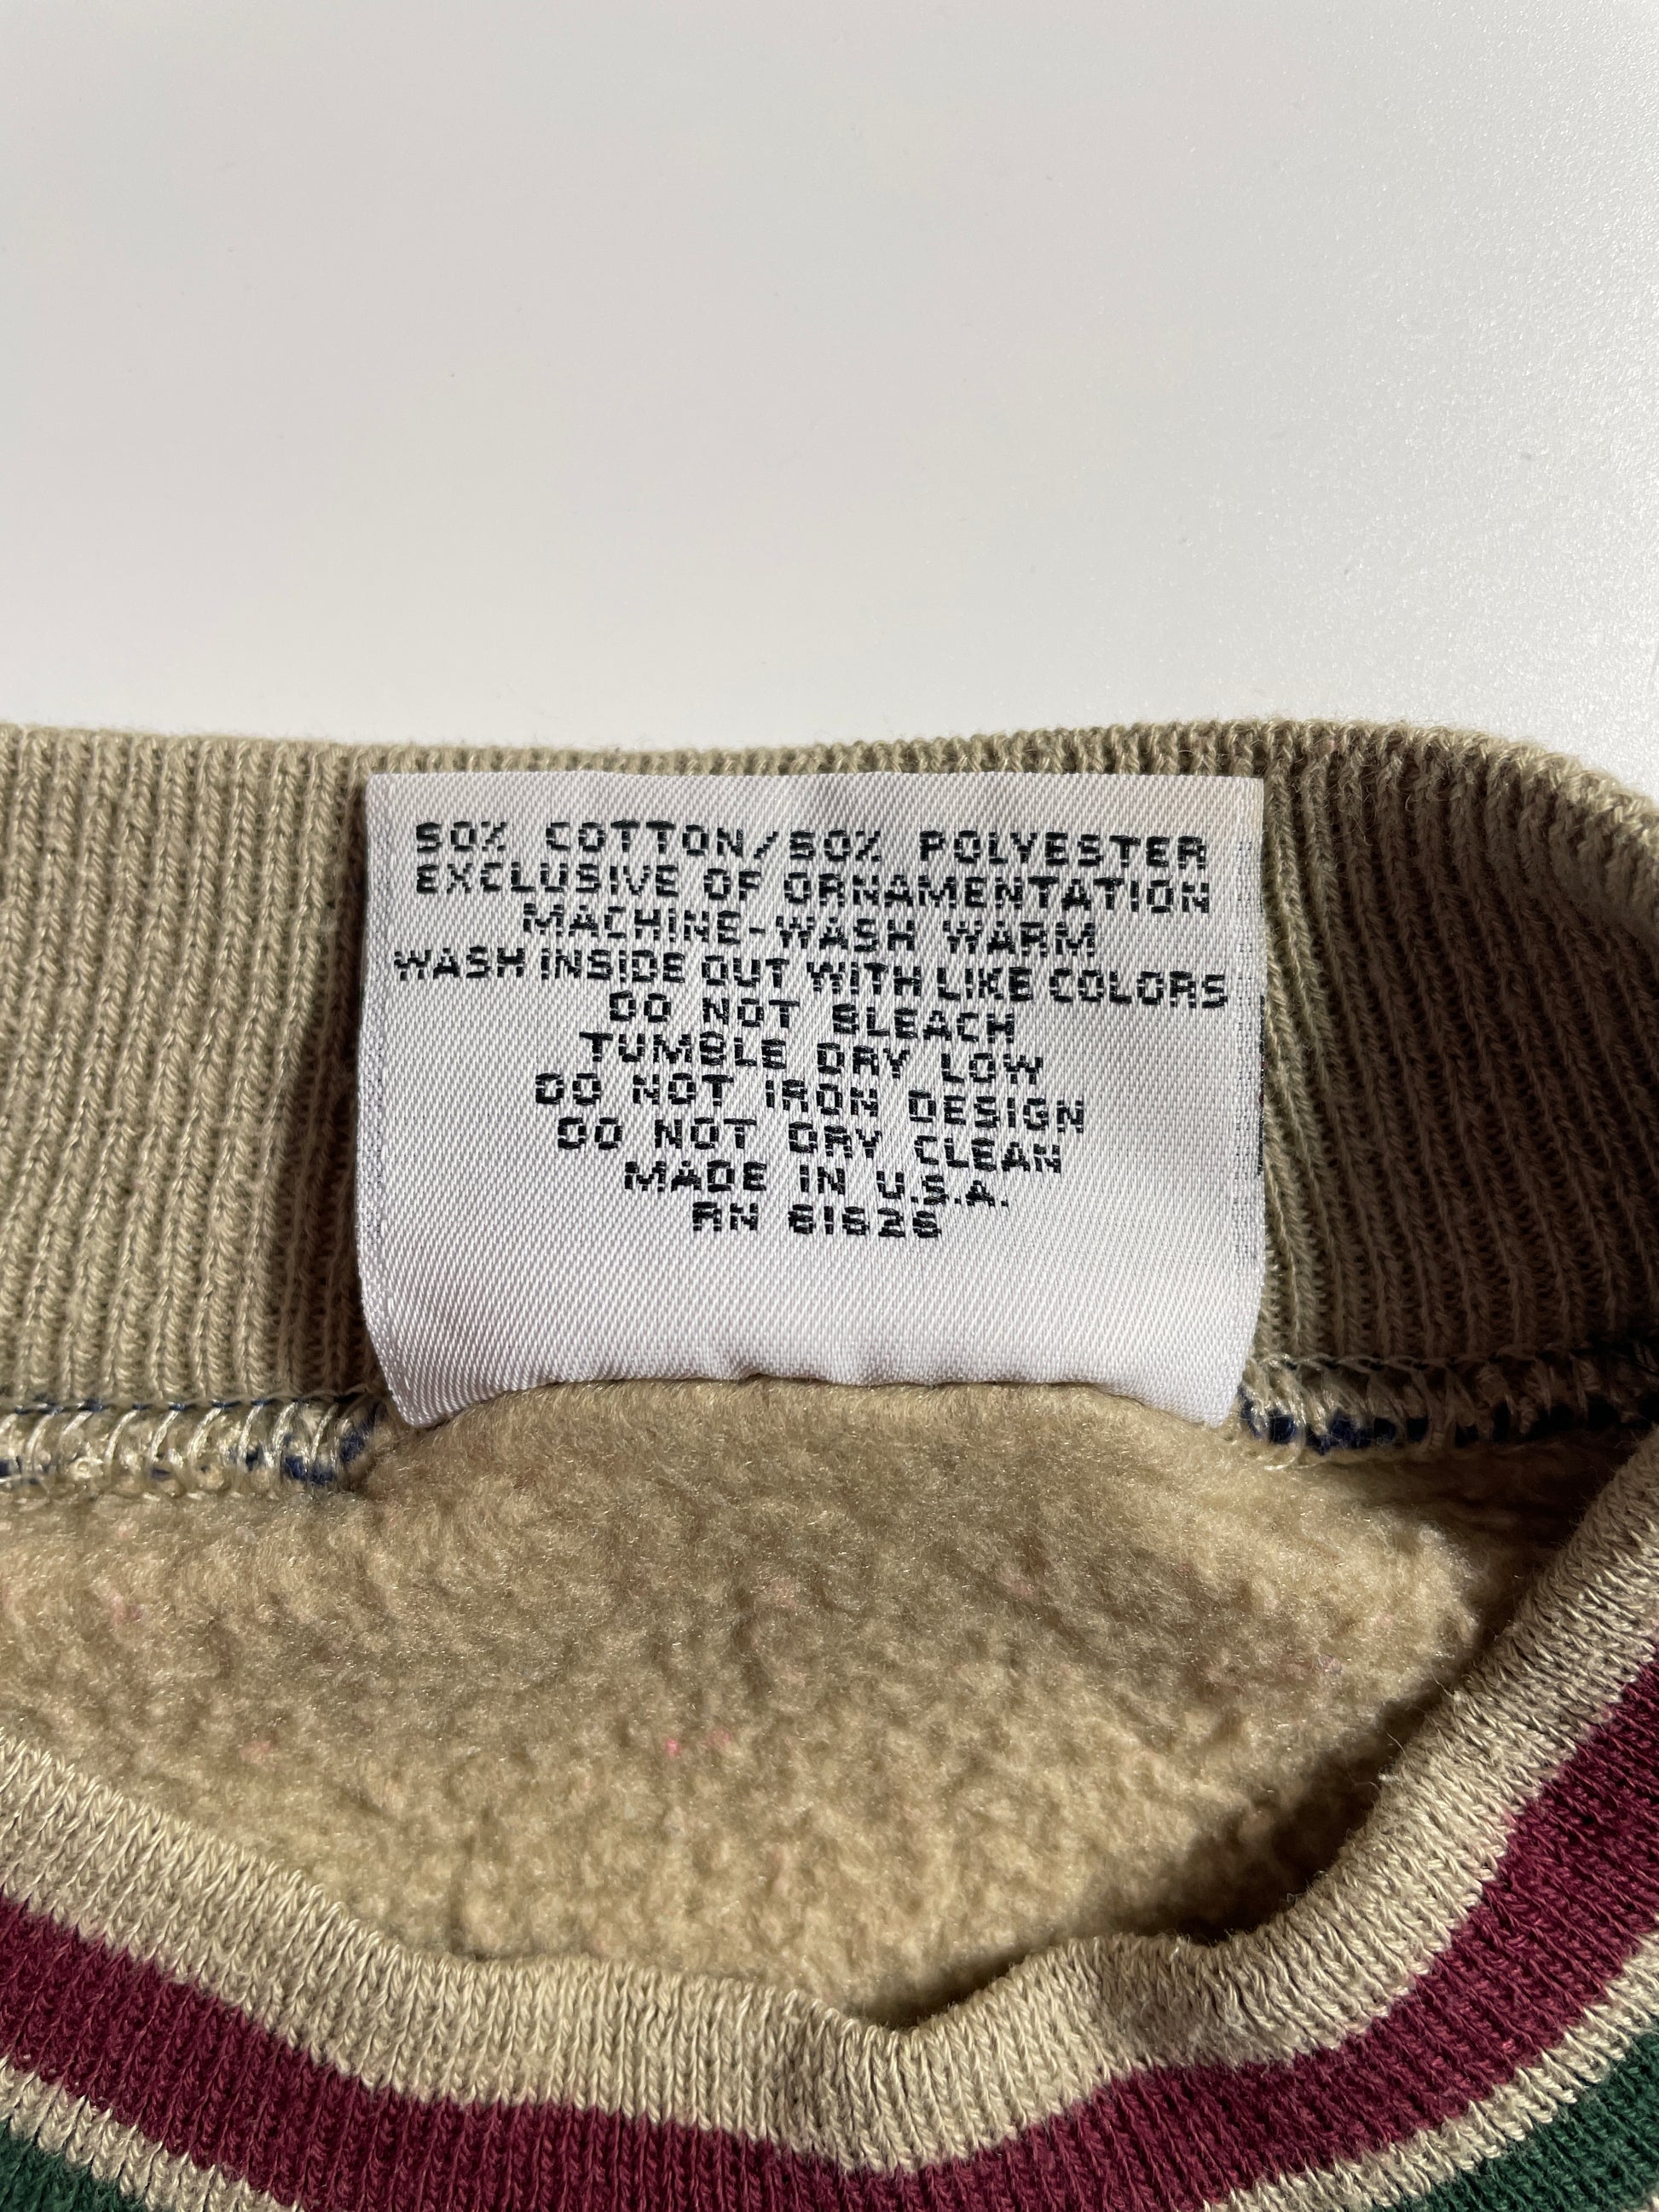 50% COTTON/50% POLYESTER
EXCLUSIVE OF ORNAMENTATION
MACHINE-WASH WARM
WASH INSIDE OUT WITH LIKE COLORS
DO NOT BLEACH
TUMBLE DRY LOW
DO NOT IRON DESIGN
DO NOT DRY CLEAN
MADE IN U.S.A.
RN 61626